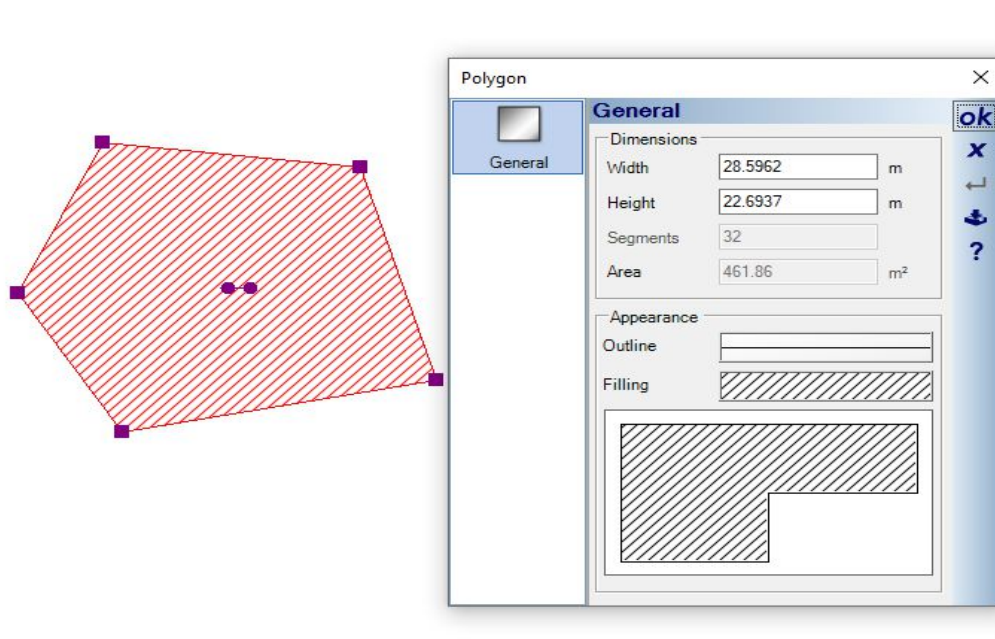 Polygon
General
General
Dimensions
Width 28.5962 m
Height 22.6937 m
Segments 32
Area 461.86 m²
Appearance
Outline
Filling
ok
x
?